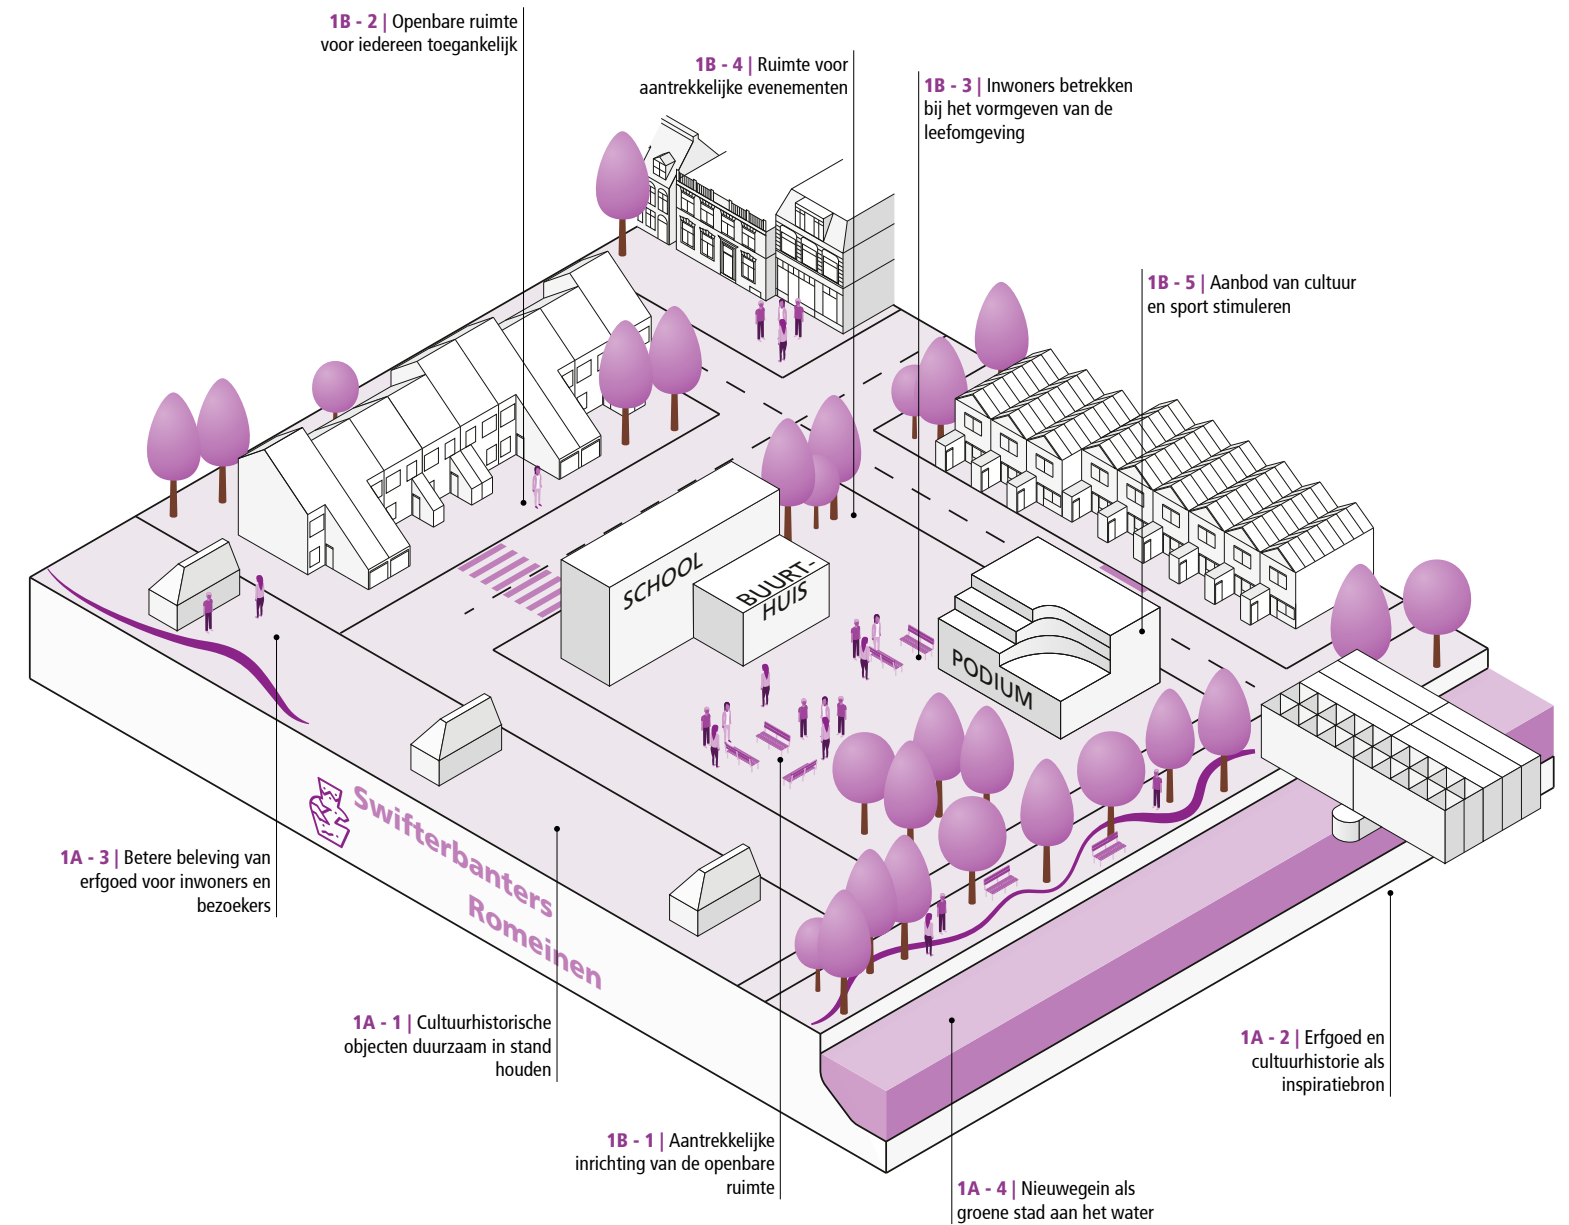 1B - 2 | Openbare ruimte
voor iedereen toegankelijk
1B - 4 | Ruimte voor
aantrekkelijke evenementen
1B - 3 | Inwoners betrekken
bij het vormgeven van de
leefomgeving
1B - 5 | Aanbod van cultuur
en sport stimuleren
SCHOOL
BUURT-
HUIS
PODIUM
Swifterbanters
Romeinen
1A - 3 | Betere beleving van
erfgoed voor inwoners en
bezoekers
1A - 1 | Cultuurhistorische
objecten duurzaam in stand
houden
1A - 2 | Erfgoed en
cultuurhistorie als
inspiratiebron
1B - 1 | Aantrekkelijke
inrichting van de openbare
ruimte
1A - 4 | Nieuwegein als
groene stad aan het water